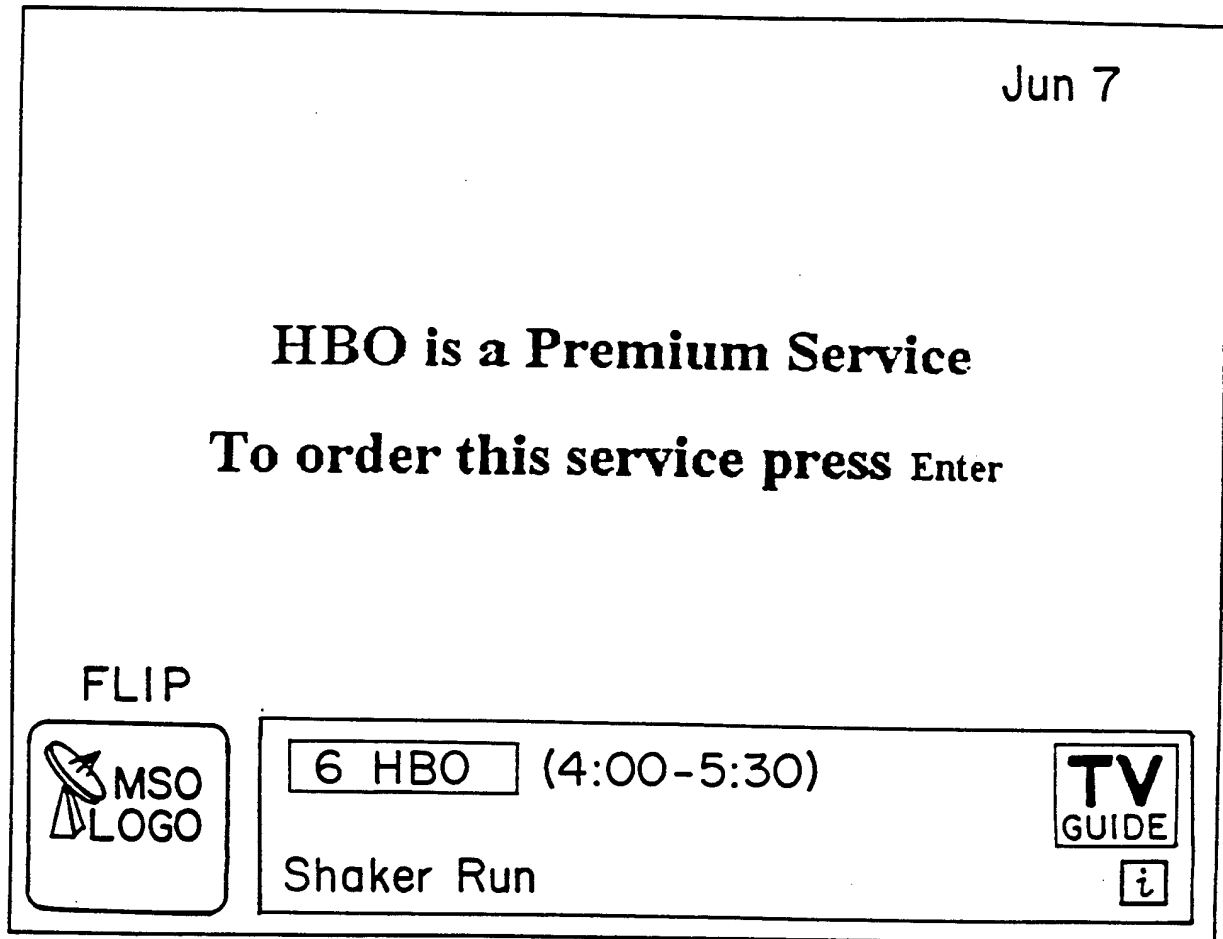 Jun 7
HBO is a Premium Service
To order this service press Enter
FLIP
MSO
LOGO
6 HBO (4:00-5:30)
TV
GUIDE
Shaker Run
i